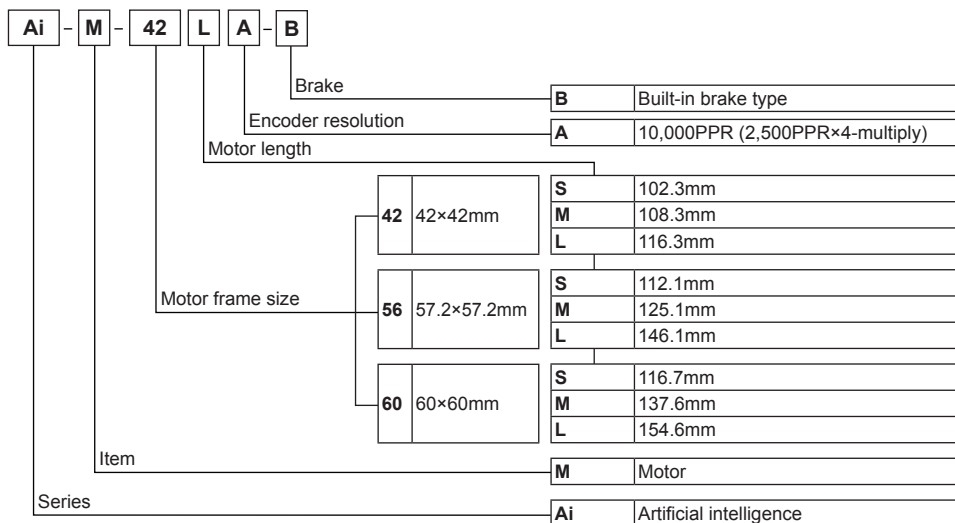 Ai - M - 42 L A - B
Brake
B Built-in brake type
Encoder resolution
A 10,000PPR (2,500PPR×4-multiply)
Motor length
42 42×42mm
S 102.3mm
M 108.3mm
L 116.3mm
Motor frame size
56 57.2×57.2mm
S 112.1mm
M 125.1mm
L 146.1mm
60 60×60mm
S 116.7mm
M 137.6mm
L 154.6mm
Item
M Motor
Series
Ai Artificial intelligence